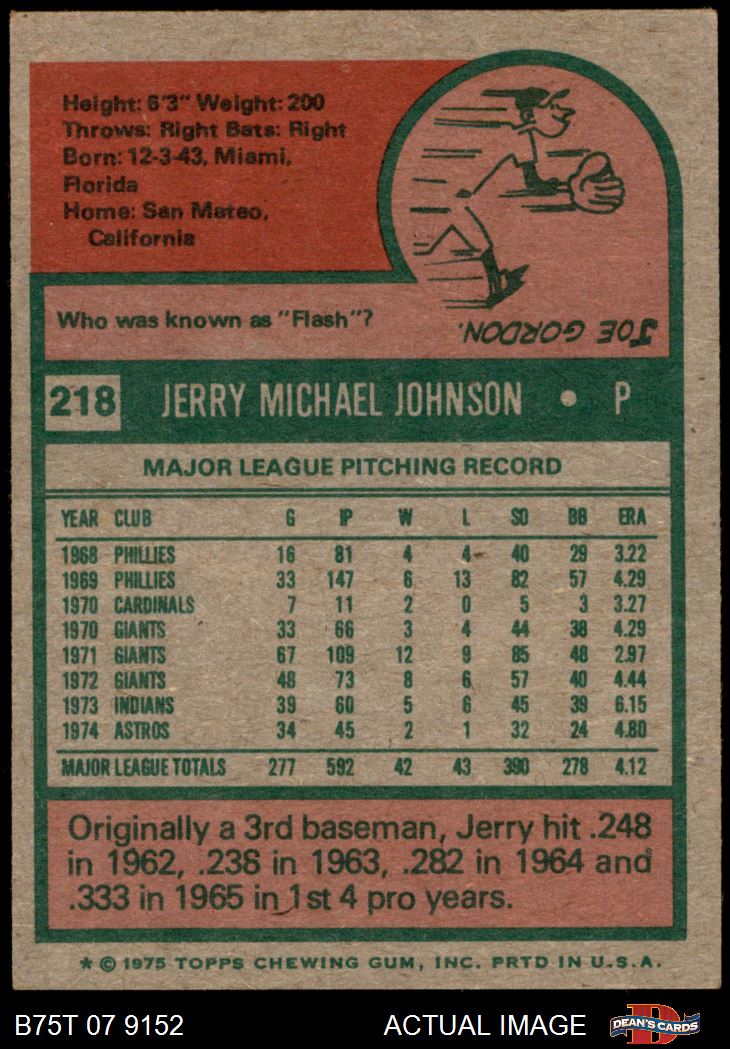 Height: 6'3" Weight: 200
Throws: Right Bats: Right
Born: 12-3-43, Miami,
Florida
Home: San Mateo,
California
Who was known as "Flash"?
JOE GORDON.
218 JERRY MICHAEL JOHNSON • P
MAJOR LEAGUE PITCHING RECORD
YEAR CLUB G IP W L SO BB ERA
1968 PHILLIES 16 81 4 4 40 29 3.22
1969 PHILLIES 33 147 6 13 82 57 4.29
1970 CARDINALS 7 11 2 0 5 3 3.27
1970 GIANTS 33 66 3 4 44 38 4.29
1971 GIANTS 67 109 12 9 85 48 2.97
1972 GIANTS 48 73 8 6 57 40 4.44
1973 INDIANS 39 60 5 6 45 39 6.15
1974 ASTROS 34 45 2 1 32 24 4.80
MAJOR LEAGUE TOTALS 277 592 42 43 390 278 4.12
Originally a 3rd baseman, Jerry hit .248
in 1962, .238 in 1963, .282 in 1964 and
.333 in 1965 in 1st 4 pro years.
* © 1975 TOPPS CHEWING GUM, INC. PRTD IN U.S.A.
B75T 07 9152 ACTUAL IMAGE DEAN'S CARDS